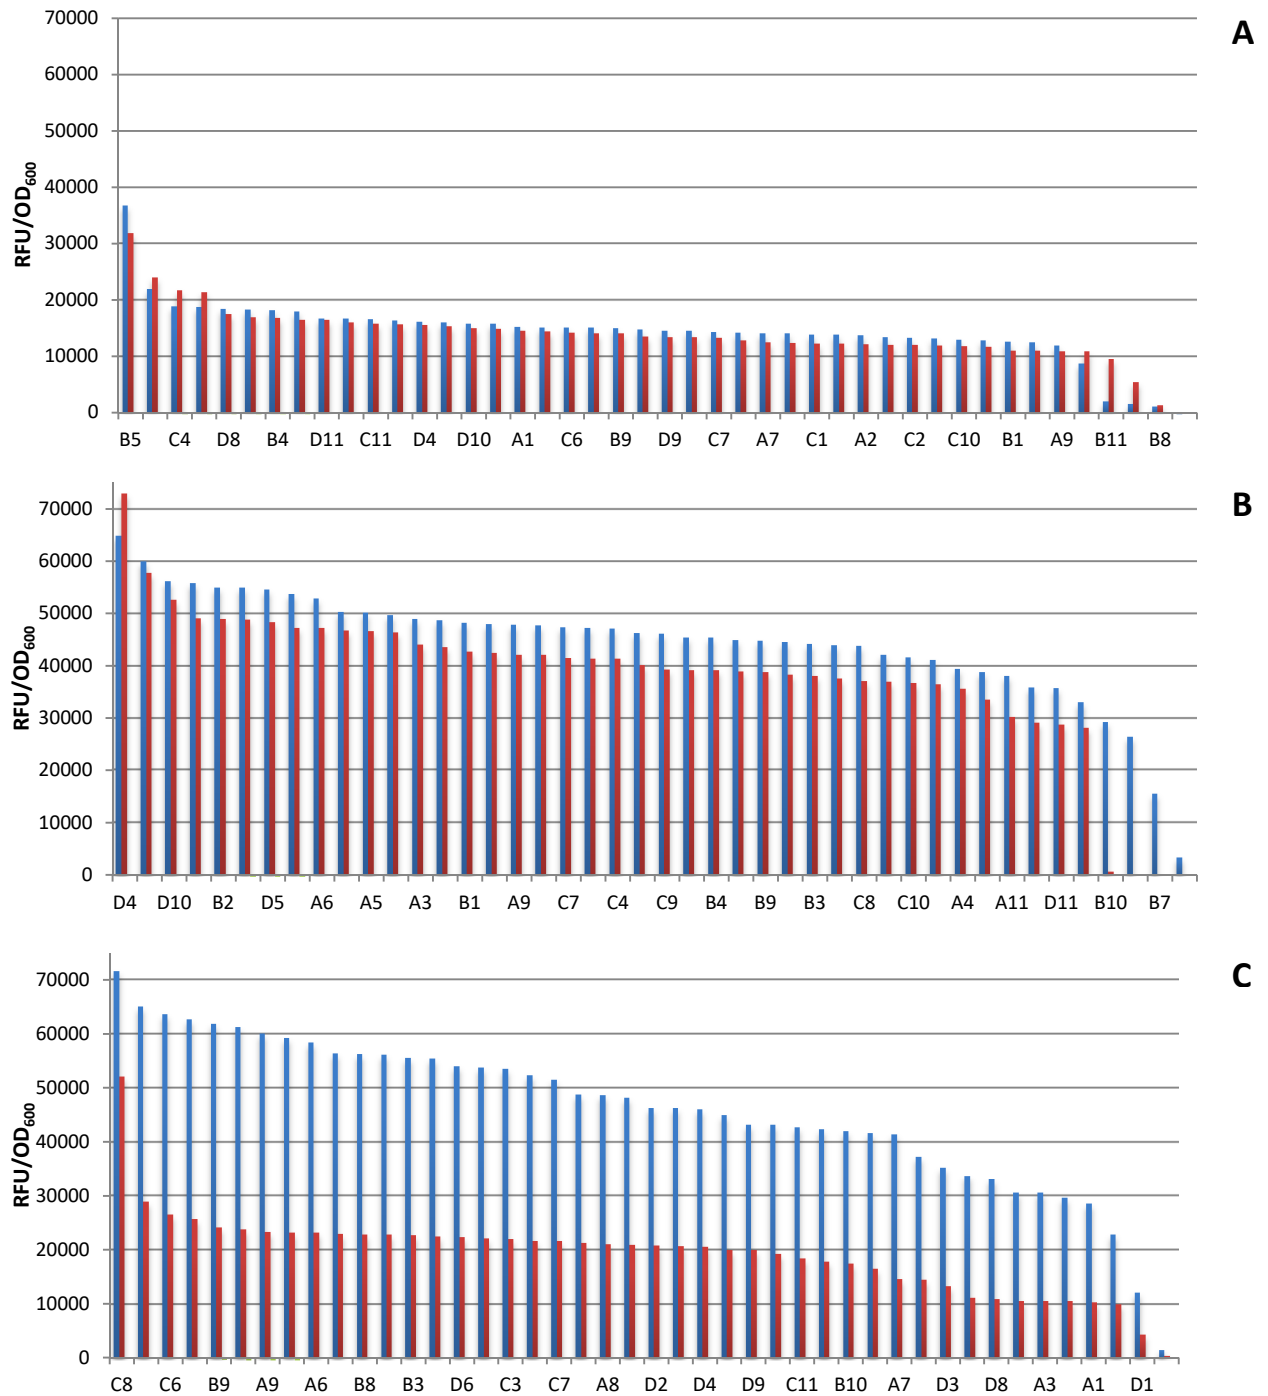 A
70000
60000
50000
40000
30000
20000
10000
0
RFU/OD600
B5 C4 D8 B4 D11 C11 D4 D10 A1 C6 B9 D9 C7 A7 C1 A2 C2 C10 B1 A9 B11 B8
B
70000
60000
50000
40000
30000
20000
10000
0
RFU/OD600
D4 D10 B2 D5 A6 A5 A3 B1 A9 C7 C4 C9 B4 B9 B3 C8 C10 A4 A11 D11 B10 B7
C
70000
60000
50000
40000
30000
20000
10000
0
RFU/OD600
C8 C6 B9 A9 A6 B8 B3 D6 C3 C7 A8 D2 D4 D9 C11 B10 A7 D3 D8 A3 A1 D1